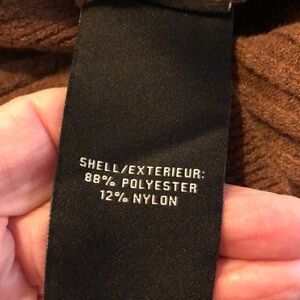 SHELL/EXTERIEUR:
88% POLYESTER
12% NYLON